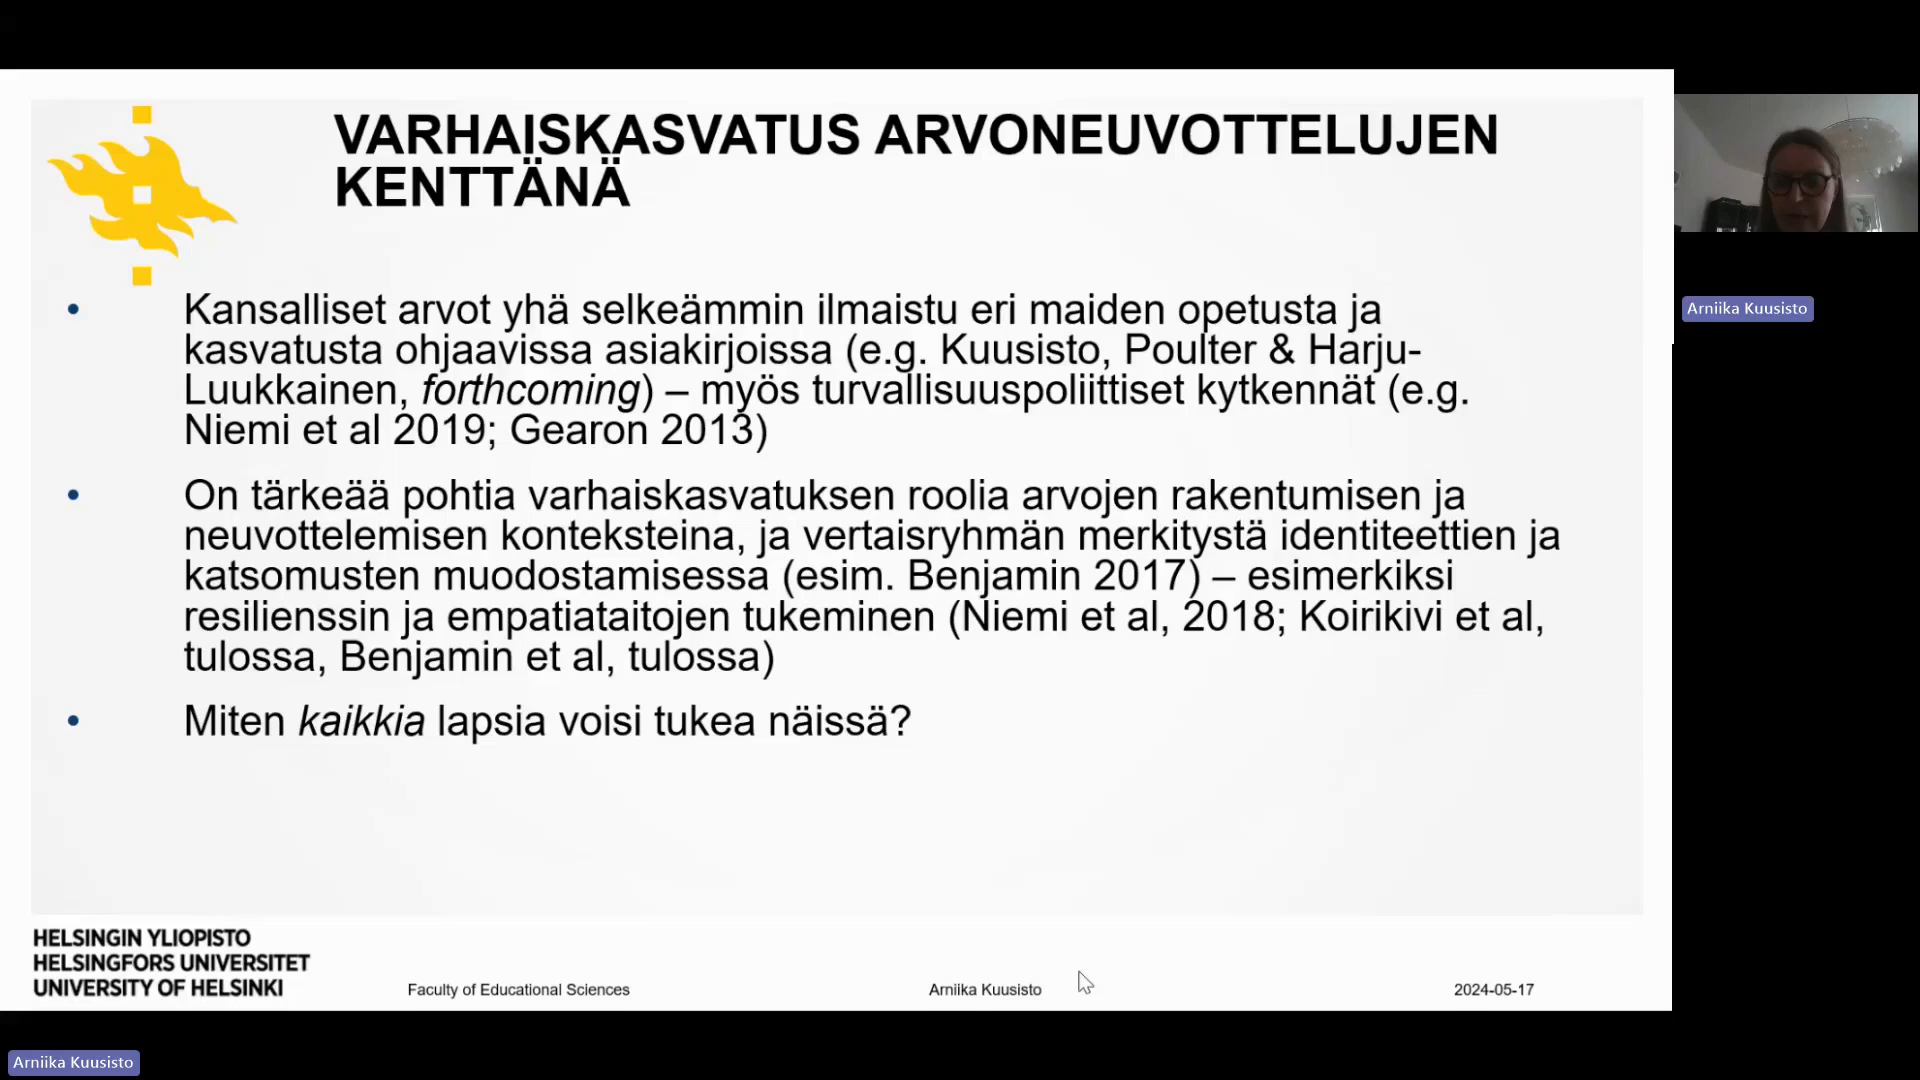 VARHAISKASVATUS ARVONEUVOTTELUJEN
KENTTÄNÄ
• Kansalliset arvot yhä selkeämmin ilmaistu eri maiden opetusta ja
kasvatusta ohjaavissa asiakirjoissa (e.g. Kuusisto, Poulter & Harju-
Luukkainen, forthcoming) – myös turvallisuuspoliittiset kytkennät (e.g.
Niemi et al 2019; Gearon 2013)
• On tärkeää pohtia varhaiskasvatuksen roolia arvojen rakentumisen ja
neuvottelemisen konteksteina, ja vertaisryhmän merkitystä identiteettien ja
katsomusten muodostamisessa (esim. Benjamin 2017) – esimerkiksi
resilienssin ja empatiataitojen tukeminen (Niemi et al, 2018; Koirikivi et al,
tulossa, Benjamin et al, tulossa)
• Miten kaikkia lapsia voisi tukea näissä?
HELSINGIN YLIOPISTO
HELSINGFORS UNIVERSITET
UNIVERSITY OF HELSINKI
Faculty of Educational Sciences
Arniika Kuusisto
2024-05-17
Arniika Kuusisto
Arniika Kuusisto